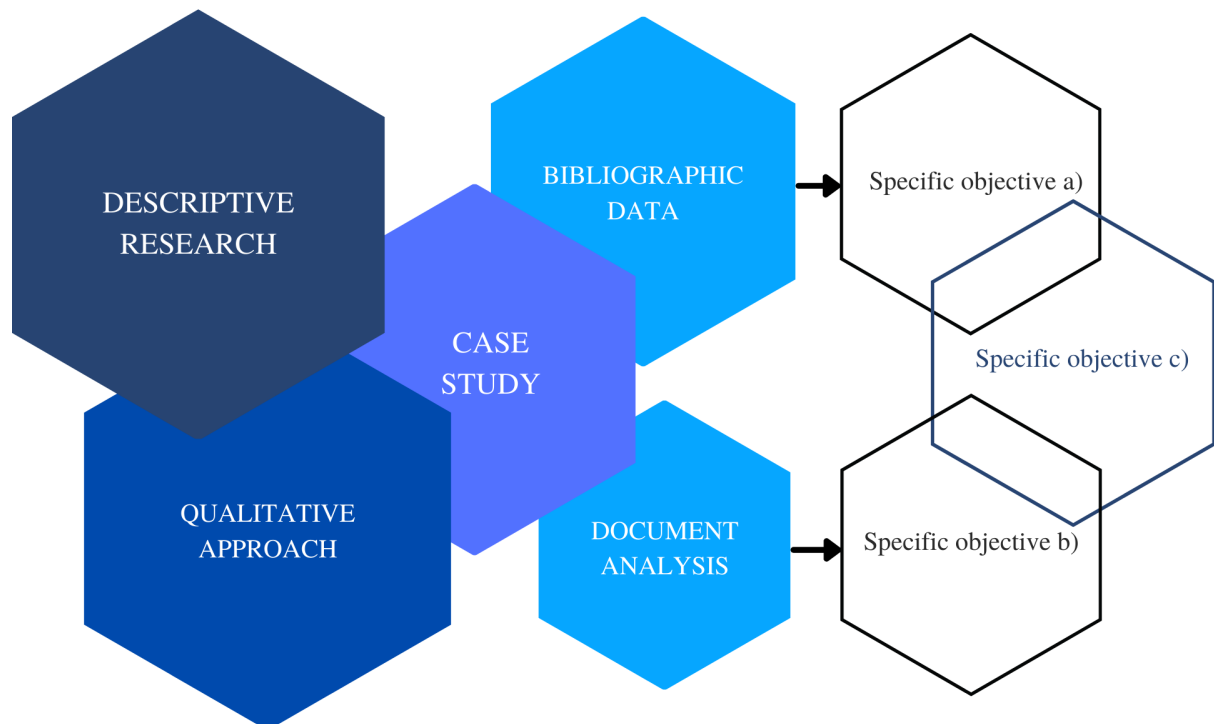 DESCRIPTIVE
RESEARCH
QUALITATIVE
APPROACH
CASE
STUDY
BIBLIOGRAPHIC
DATA
DOCUMENT
ANALYSIS
Specific objective a)
Specific objective c)
Specific objective b)